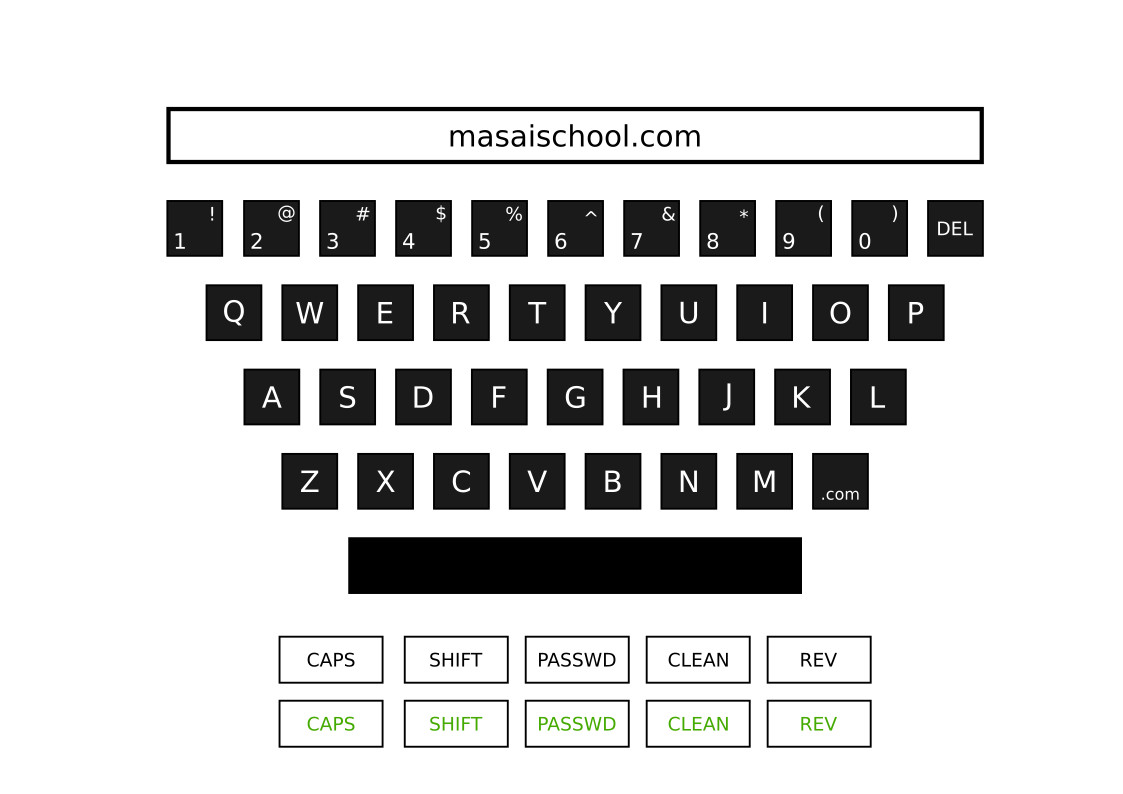 masaischool.com
! @ # $ % ^ & * ( )
1 2 3 4 5 6 7 8 9 0 DEL
Q W E R T Y U I O P
A S D F G H J K L
Z X C V B N M .com
CAPS SHIFT PASSWD CLEAN REV
CAPS SHIFT PASSWD CLEAN REV